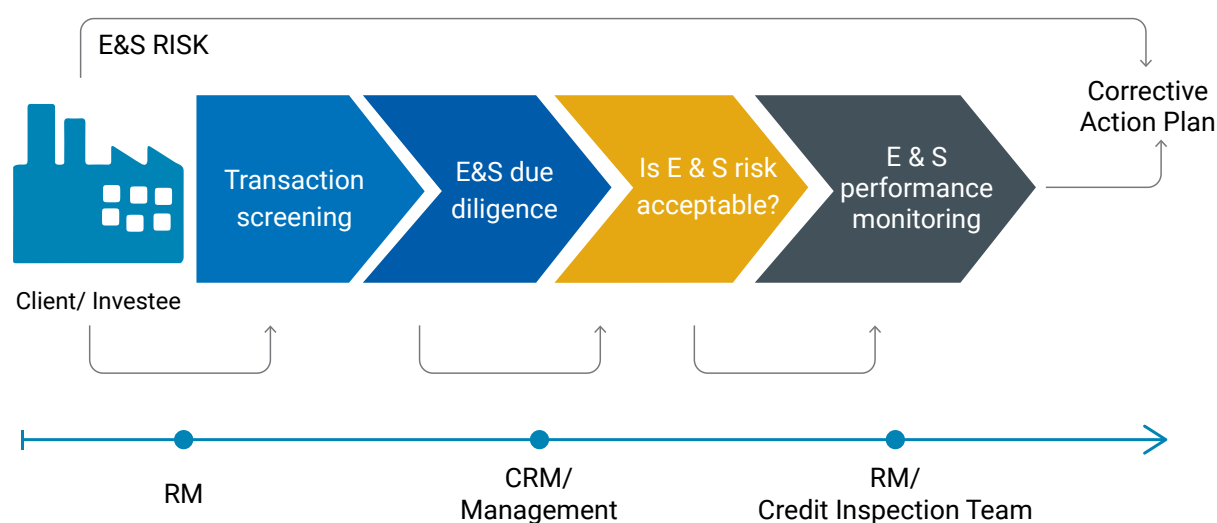 E&S RISK
Corrective
Action Plan
Transaction
screening
E&S due
diligence
Is E & S risk
acceptable?
E & S
performance
monitoring
Client/ Investee
RM
CRM/
Management
RM/
Credit Inspection Team